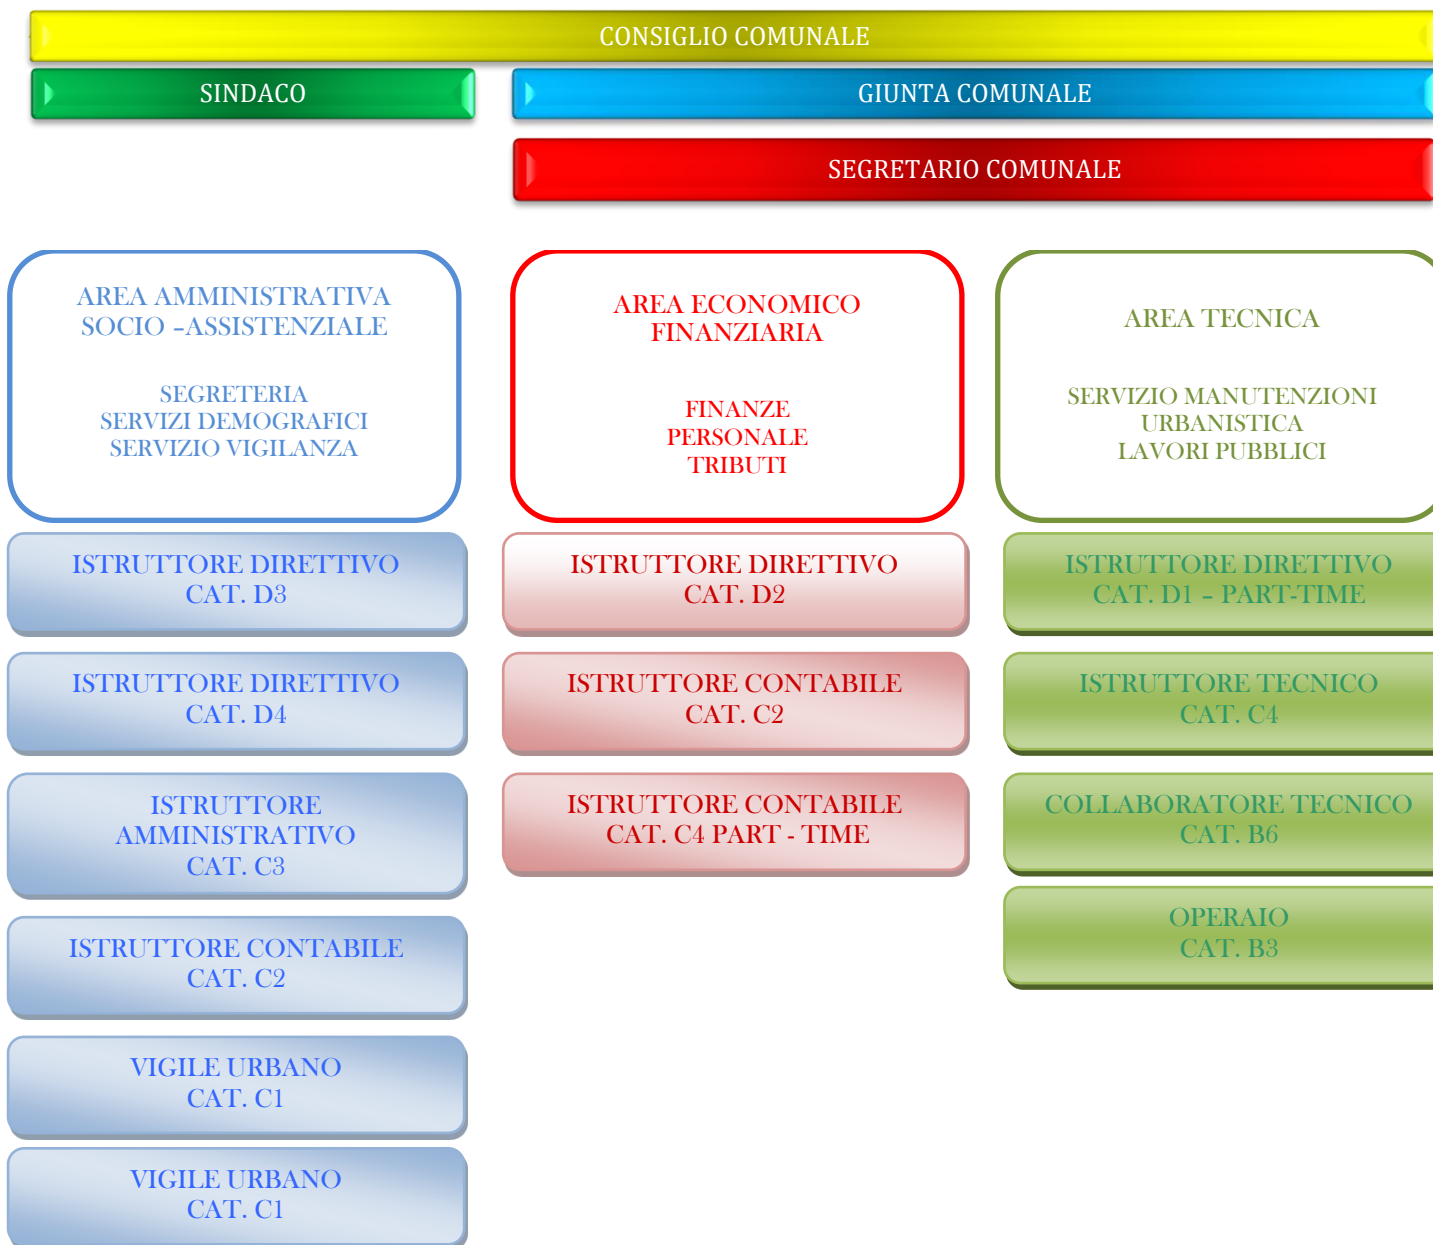 CONSIGLIO COMUNALE
SINDACO
GIUNTA COMUNALE
SEGRETARIO COMUNALE
AREA AMMINISTRATIVA
SOCIO –ASSISTENZIALE
SEGRETERIA
SERVIZI DEMOGRAFICI
SERVIZIO VIGILANZA
ISTRUTTORE DIRETTIVO
CAT. D3
ISTRUTTORE DIRETTIVO
CAT. D4
ISTRUTTORE
AMMINISTRATIVO
CAT. C3
ISTRUTTORE CONTABILE
CAT. C2
VIGILE URBANO
CAT. C1
VIGILE URBANO
CAT. C1
AREA ECONOMICO
FINANZIARIA
FINANZE
PERSONALE
TRIBUTI
ISTRUTTORE DIRETTIVO
CAT. D2
ISTRUTTORE CONTABILE
CAT. C2
ISTRUTTORE CONTABILE
CAT. C4 PART - TIME
AREA TECNICA
SERVIZIO MANUTENZIONI
URBANISTICA
LAVORI PUBBLICI
ISTRUTTORE DIRETTIVO
CAT. D1 – PART-TIME
ISTRUTTORE TECNICO
CAT. C4
COLLABORATORE TECNICO
CAT. B6
OPERAIO
CAT. B3